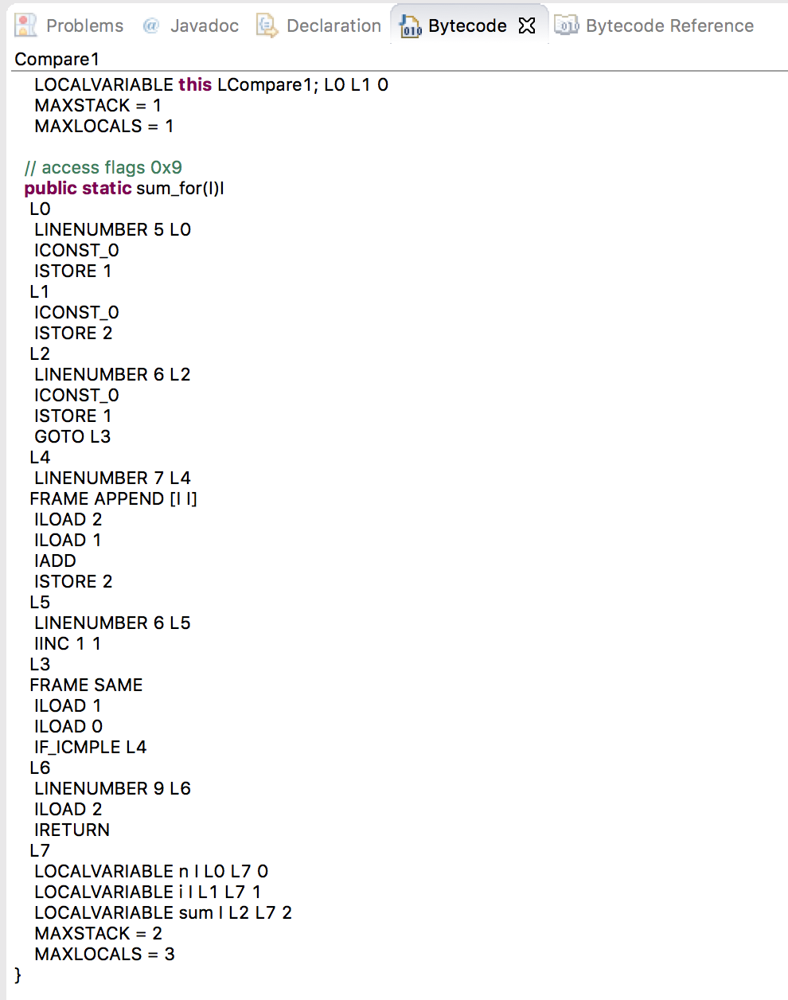 Problems @ Javadoc Declaration Bytecode Bytecode Reference
Compare1
LOCALVARIABLE this LCompare1; L0 L1 0
MAXSTACK = 1
MAXLOCALS = 1
// access flags 0x9
public static sum_for(I)I
L0
LINENUMBER 5 L0
ICONST_0
ISTORE 1
L1
ICONST_0
ISTORE 2
L2
LINENUMBER 6 L2
ICONST_0
ISTORE 1
GOTO L3
L4
LINENUMBER 7 L4
FRAME APPEND [I I]
ILOAD 2
ILOAD 1
IADD
ISTORE 2
L5
LINENUMBER 6 L5
IINC 1 1
L3
FRAME SAME
ILOAD 1
ILOAD 0
IF_ICMPLE L4
L6
LINENUMBER 9 L6
ILOAD 2
IRETURN
L7
LOCALVARIABLE n I L0 L7 0
LOCALVARIABLE i I L1 L7 1
LOCALVARIABLE sum I L2 L7 2
MAXSTACK = 2
MAXLOCALS = 3
}